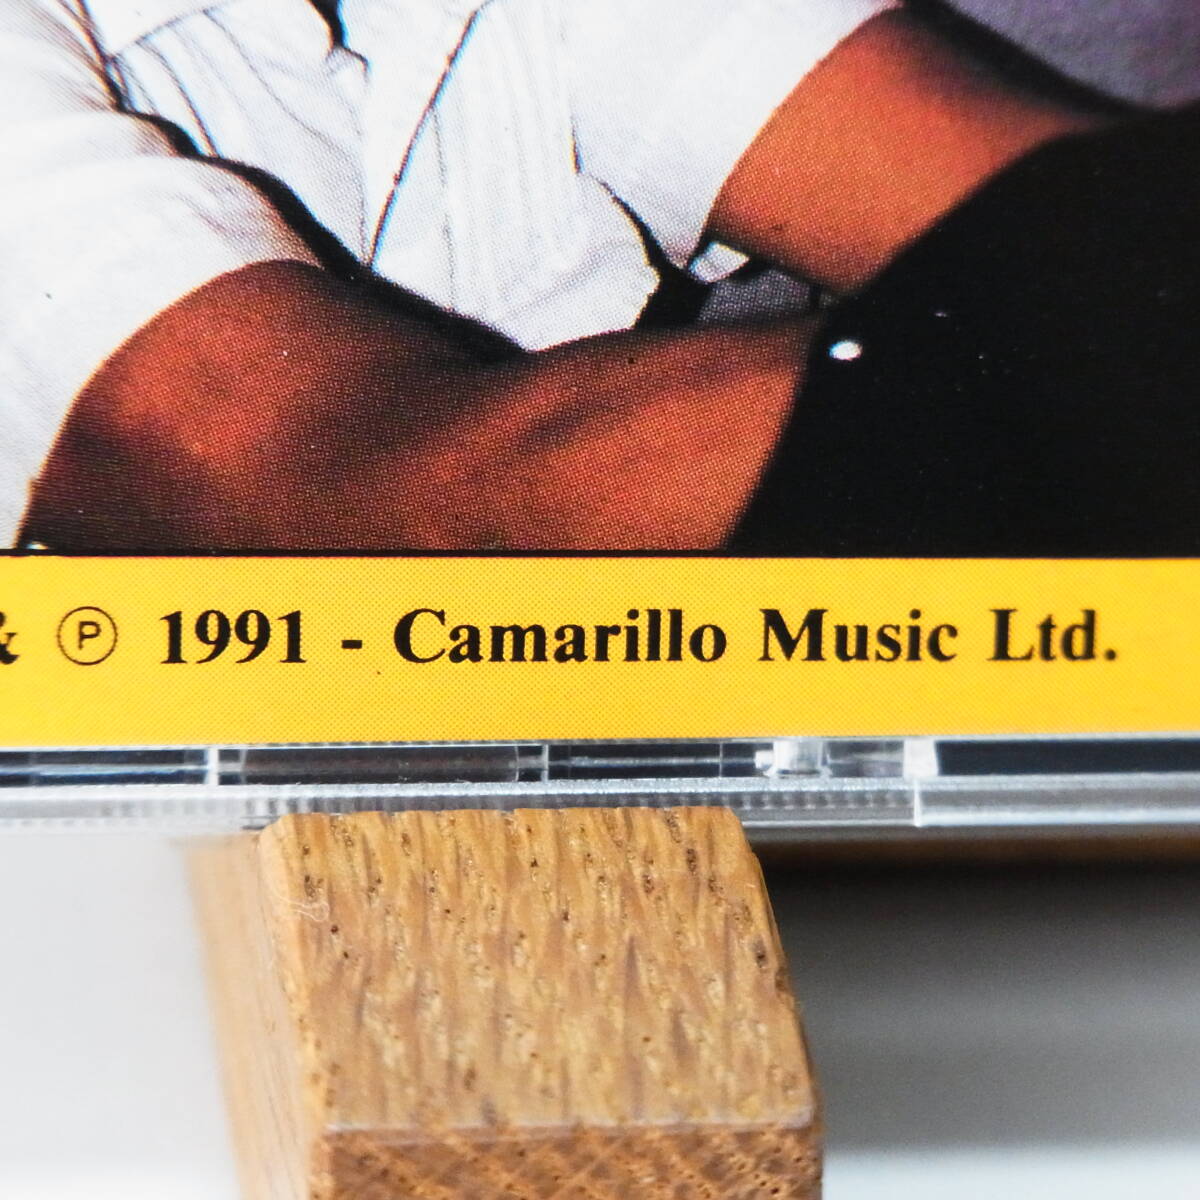 & ℗ 1991 - Camarillo Music Ltd.